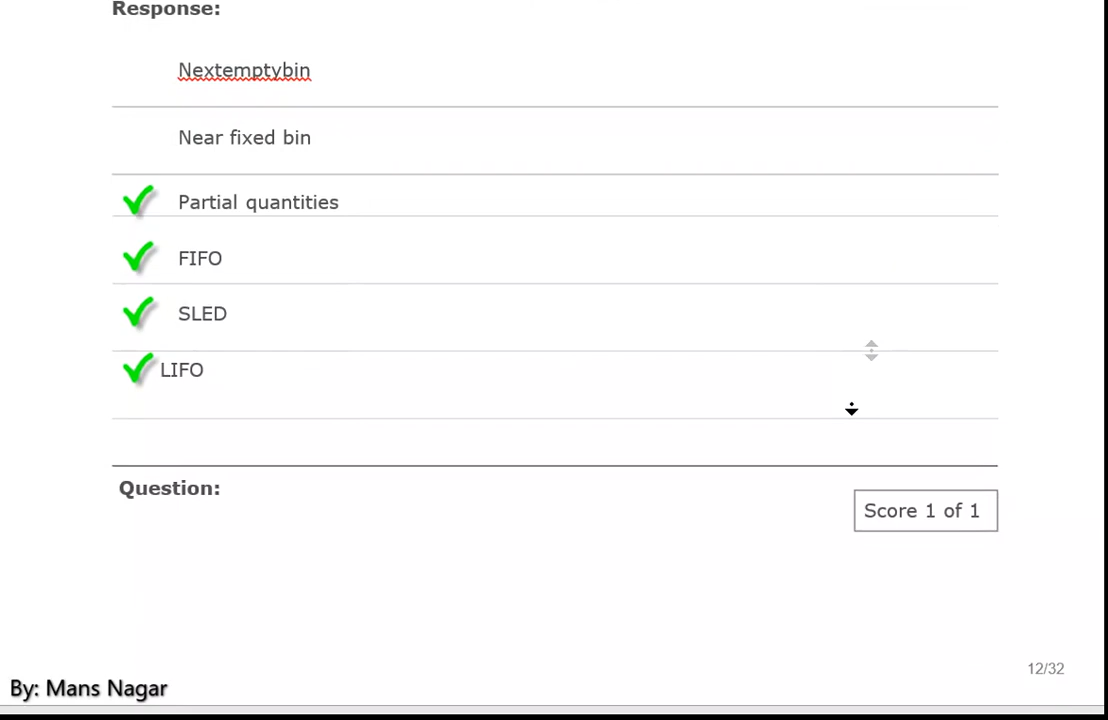 Response:
Nextemptybin
Near fixed bin
Partial quantities
FIFO
SLED
LIFO
Question:
Score 1 of 1
12/32
By: Mans Nagar